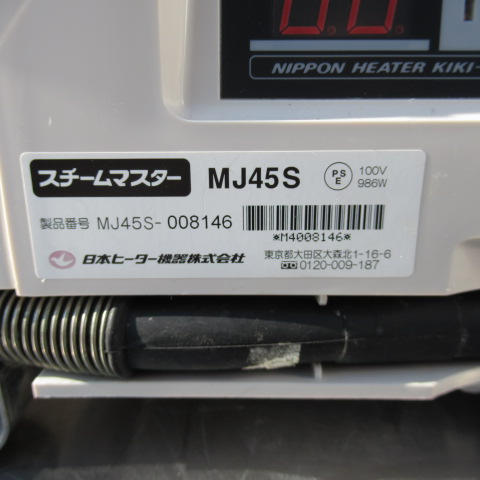 00
NIPPON HEATER KIKI
スチームマスター MJ45S PSE 100V 986W
製品番号 MJ45S-008146
*M4008146*
日本ヒーター機器株式会社
東京都大田区大森北1-16-6
0120-009-187